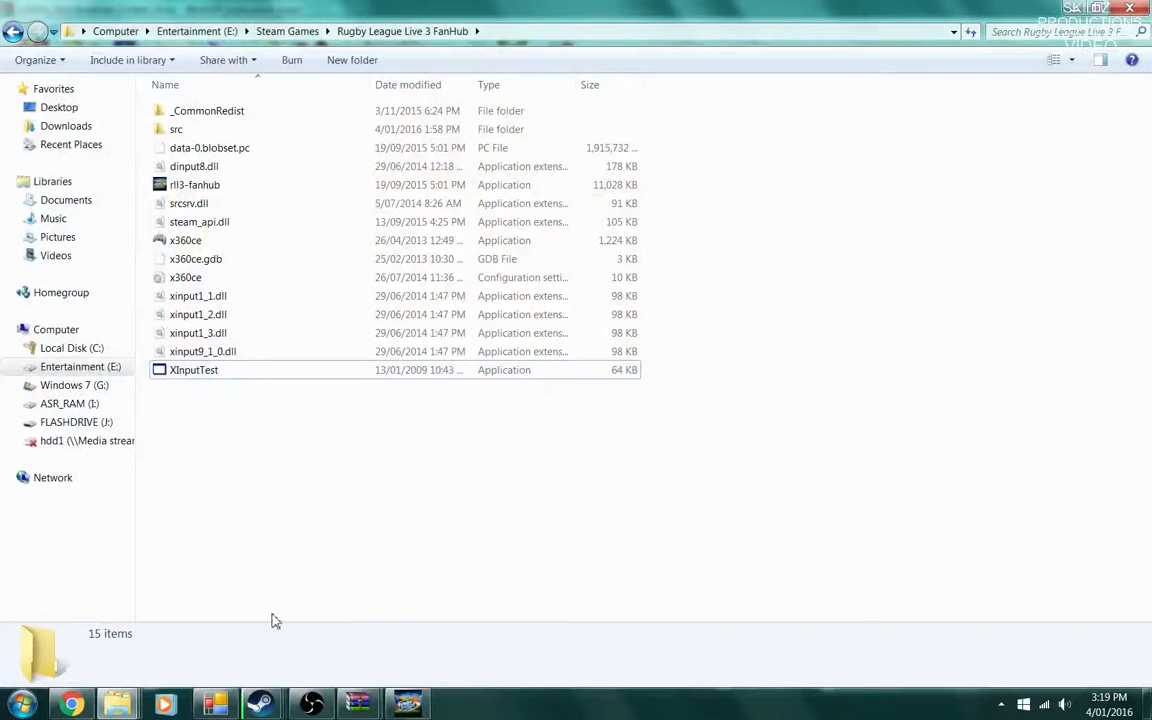 SK OZ
PRODUCTIONS
VIDEO
Computer
Entertainment (E:)
Steam Games
Rugby League Live 3 FanHub
Search Rugby League Live 3 F...
Organize
Include in library
Share with
Burn
New folder
Name
Date modified
Type
Size
Favorites
Desktop
Downloads
Recent Places
Libraries
Documents
Music
Pictures
Videos
Homegroup
Computer
Local Disk (C:)
Entertainment (E:)
Windows 7 (G:)
ASR_RAM (I:)
FLASHDRIVE (J:)
hdd1 (\\Media strear
Network
_CommonRedist 3/11/2015 6:24 PM File folder
src 4/01/2016 1:58 PM File folder
data-0.blobset.pc 19/09/2015 5:01 PM PC File 1,915,732 ...
dinput8.dll 29/06/2014 12:18 ... Application extens... 178 KB
rll3-fanhub 19/09/2015 5:01 PM Application 11,028 KB
srcsrv.dll 5/07/2014 8:26 AM Application extens... 91 KB
steam_api.dll 13/09/2015 4:25 PM Application extens... 105 KB
x360ce 26/04/2013 12:49 ... Application 1,224 KB
x360ce.gdb 25/02/2013 10:30 ... GDB File 3 KB
x360ce 26/07/2014 11:36 ... Configuration setti... 10 KB
xinput1_1.dll 29/06/2014 1:47 PM Application extens... 98 KB
xinput1_2.dll 29/06/2014 1:47 PM Application extens... 98 KB
xinput1_3.dll 29/06/2014 1:47 PM Application extens... 98 KB
xinput9_1_0.dll 29/06/2014 1:47 PM Application extens... 98 KB
XInputTest 13/01/2009 10:43 ... Application 64 KB
15 items
3:19 PM
4/01/2016